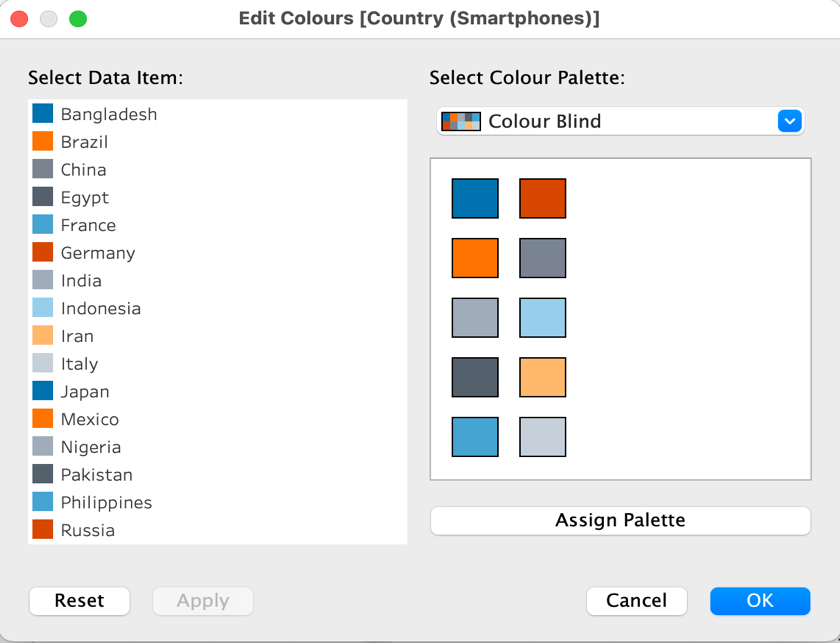 Edit Colours [Country (Smartphones)]
Select Data Item:
Bangladesh
Brazil
China
Egypt
France
Germany
India
Indonesia
Iran
Italy
Japan
Mexico
Nigeria
Pakistan
Philippines
Russia
Select Colour Palette:
Colour Blind
Assign Palette
Reset
Apply
Cancel
OK